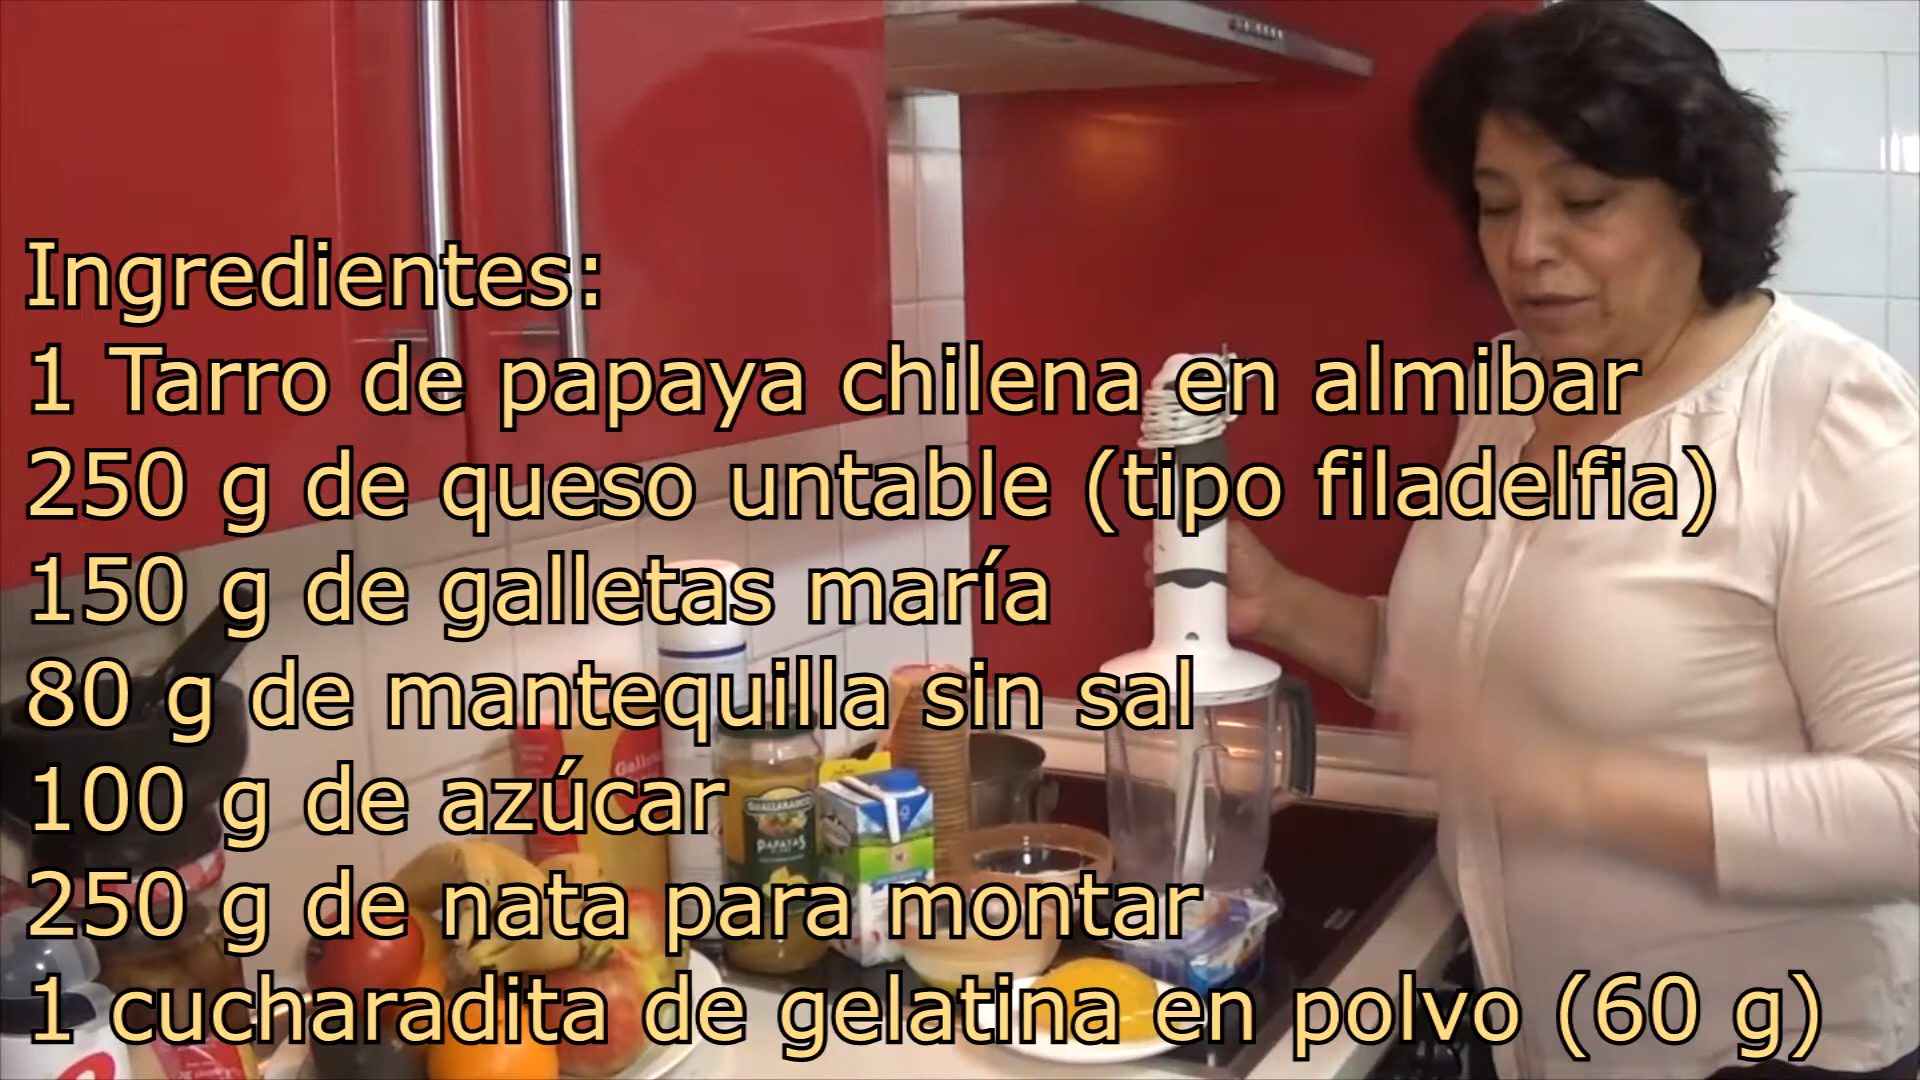 Ingredientes:
1 Tarro de papaya chilena en almibar
250 g de queso untable (tipo filadelfia)
150 g de galletas maría
80 g de mantequilla sin sal
100 g de azúcar
250 g de nata para montar
1 cucharadita de gelatina en polvo (60 g)
PAPAYAS